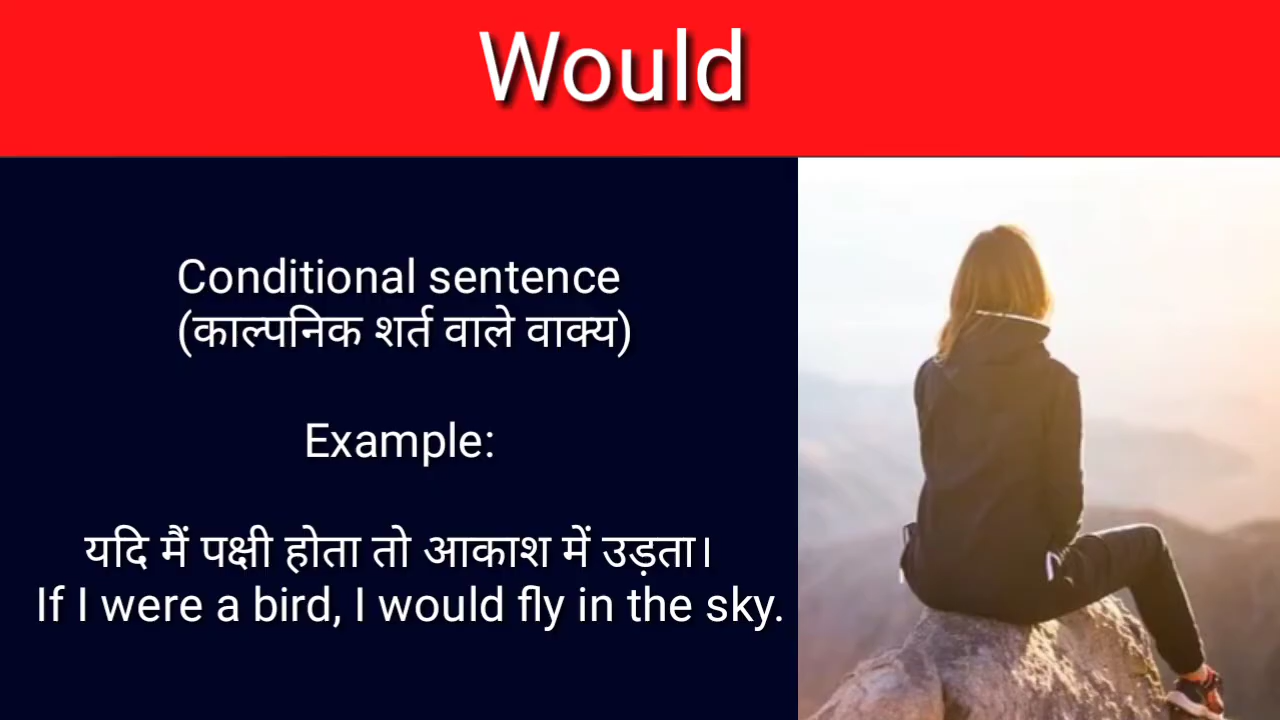 Would
Conditional sentence
(काल्पनिक शर्त वाले वाक्य)
Example:
यदि मैं पक्षी होता तो आकाश में उड़ता।
If I were a bird, I would fly in the sky.